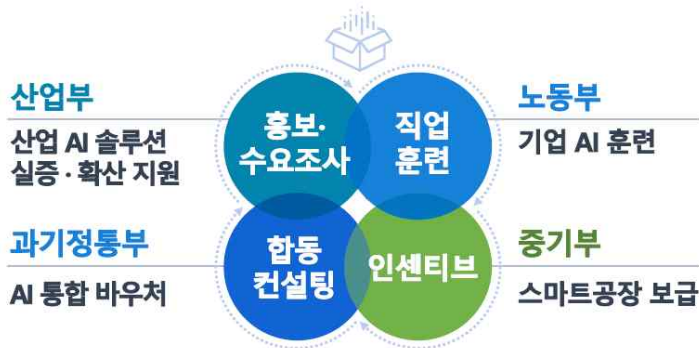 산업부
산업 AI 솔루션
실증·확산 지원
홍보·
수요조사
직업
훈련
노동부
기업 AI 훈련
과기정통부
AI 통합 바우처
합동
컨설팅
인센티브
중기부
스마트공장 보급